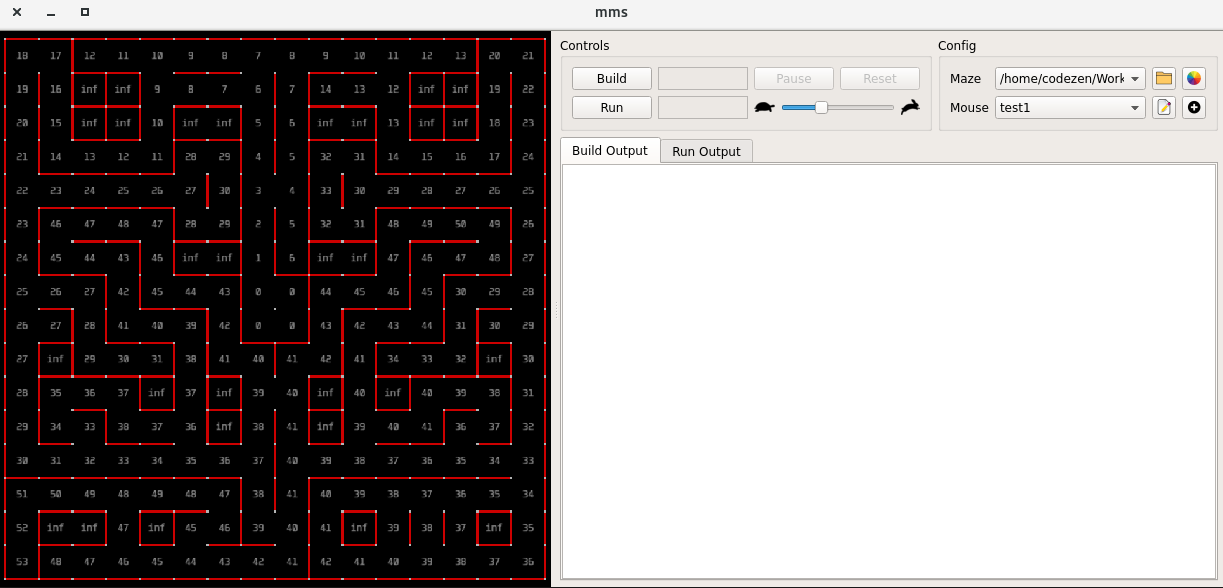 mms
Controls
Config
Build
Pause
Reset
Maze
/home/codezen/Work
Run
Mouse
test1
Build Output
Run Output
18 17 12 11 10 9 8 7 8 9 10 11 12 13 20 21
19 16 inf inf 9 8 7 6 7 14 13 12 inf inf 19 22
20 15 inf inf 10 inf inf 5 6 inf inf 13 inf inf 18 23
21 14 13 12 11 28 29 4 5 32 31 14 15 16 17 24
22 23 24 25 26 27 30 3 4 33 30 29 28 27 26 25
23 46 47 48 47 28 29 2 5 32 31 48 49 50 49 26
24 45 44 43 46 inf inf 1 6 inf inf 47 46 47 48 27
25 26 27 42 45 44 43 0 0 44 45 46 45 30 29 28
26 27 28 41 40 39 42 0 0 43 42 43 44 31 30 29
27 inf 29 30 31 38 41 40 41 42 41 34 33 32 inf 30
28 35 36 37 inf 37 inf 39 40 inf 40 inf 40 39 38 31
29 34 33 38 37 36 inf 38 41 inf 39 40 41 36 37 32
30 31 32 33 34 35 36 37 40 39 38 37 36 35 34 33
51 50 49 48 49 48 47 38 41 40 39 38 37 36 35 34
52 inf inf 47 inf 45 46 39 40 41 inf 39 38 37 inf 35
53 48 47 46 45 44 43 42 41 42 41 40 39 38 37 36